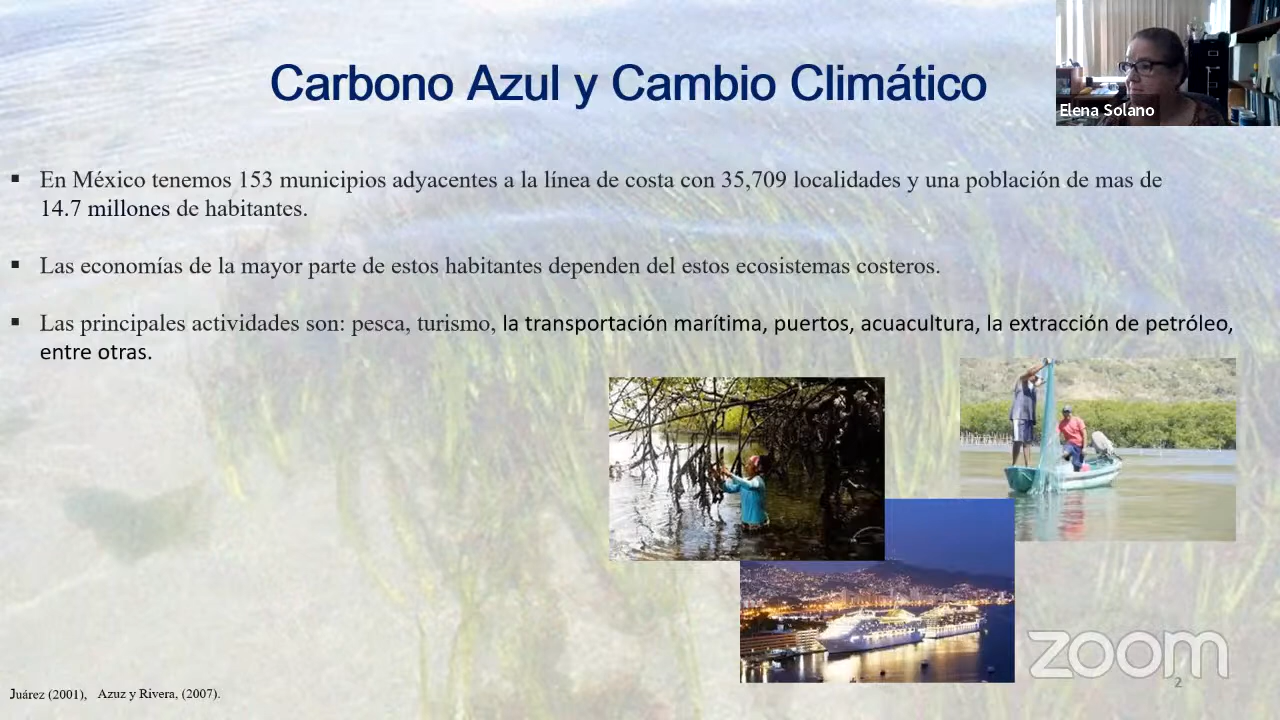 Carbono Azul y Cambio Climático
Elena Solano
▪ En México tenemos 153 municipios adyacentes a la línea de costa con 35,709 localidades y una población de mas de
14.7 millones de habitantes.
▪ Las economías de la mayor parte de estos habitantes dependen del estos ecosistemas costeros.
▪ Las principales actividades son: pesca, turismo, la transportación marítima, puertos, acuacultura, la extracción de petróleo,
entre otras.
zoom
2
Juárez (2001), Azuz y Rivera, (2007).